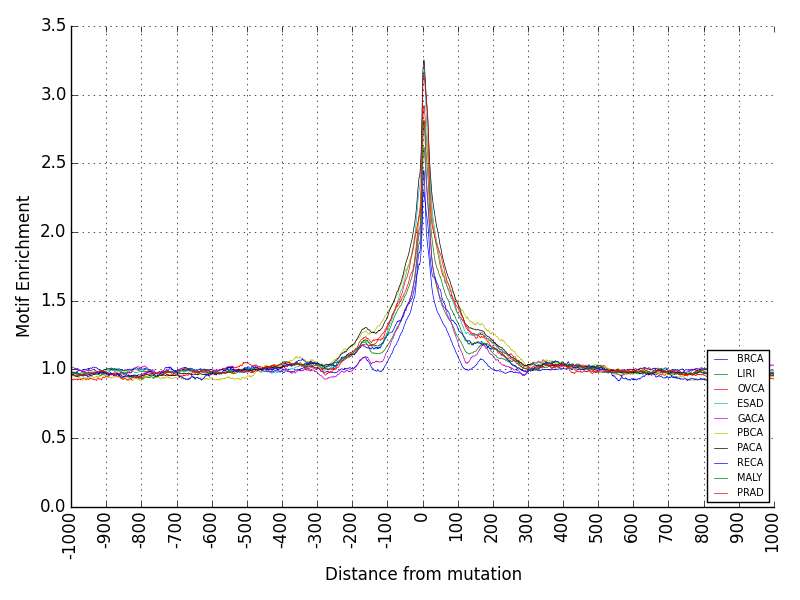 3.5
3.0
2.5
2.0
1.5
1.0
0.5
0.0
Motif Enrichment
BRCA
LIRI
OVCA
ESAD
GACA
PBCA
PACA
RECA
MALY
PRAD
-1000 -900 -800 -700 -600 -500 -400 -300 -200 -100 0 100 200 300 400 500 600 700 800 900 1000
Distance from mutation